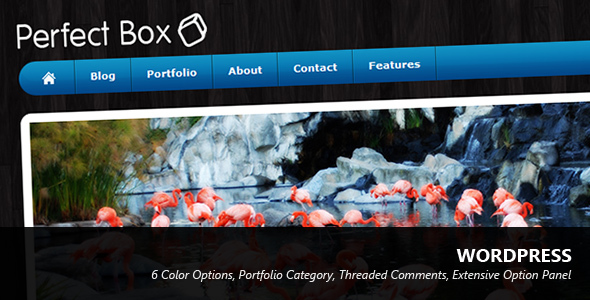 Perfect Box
Blog Portfolio About Contact Features
WORDPRESS
6 Color Options, Portfolio Category, Threaded Comments, Extensive Option Panel